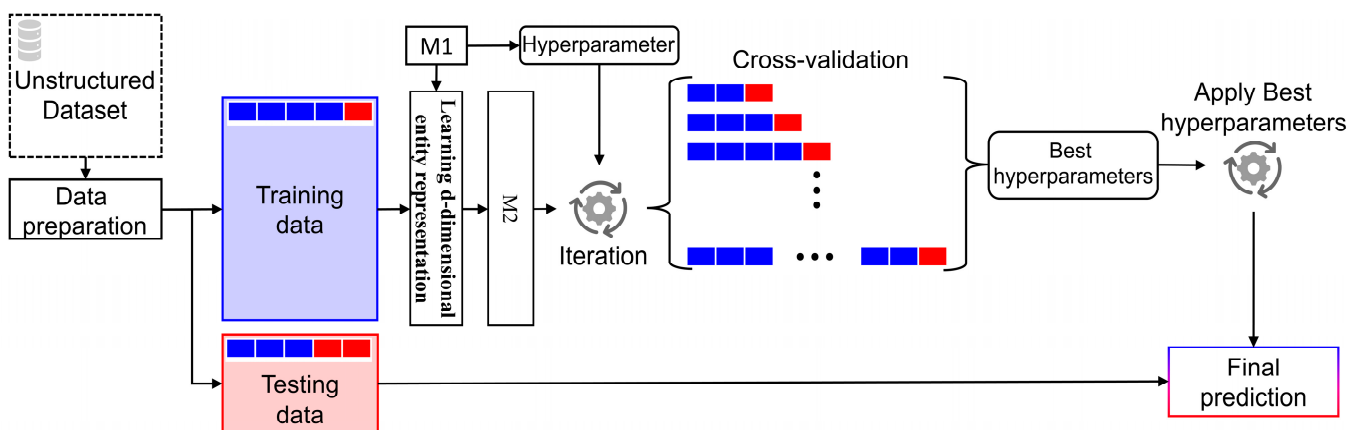 Unstructured
Dataset
Data
preparation
Training
data
Testing
data
M1
Hyperparameter
Learning d-dimensional
entity representation
M2
Iteration
Cross-validation
Best
hyperparameters
Apply Best
hyperparameters
Final
prediction